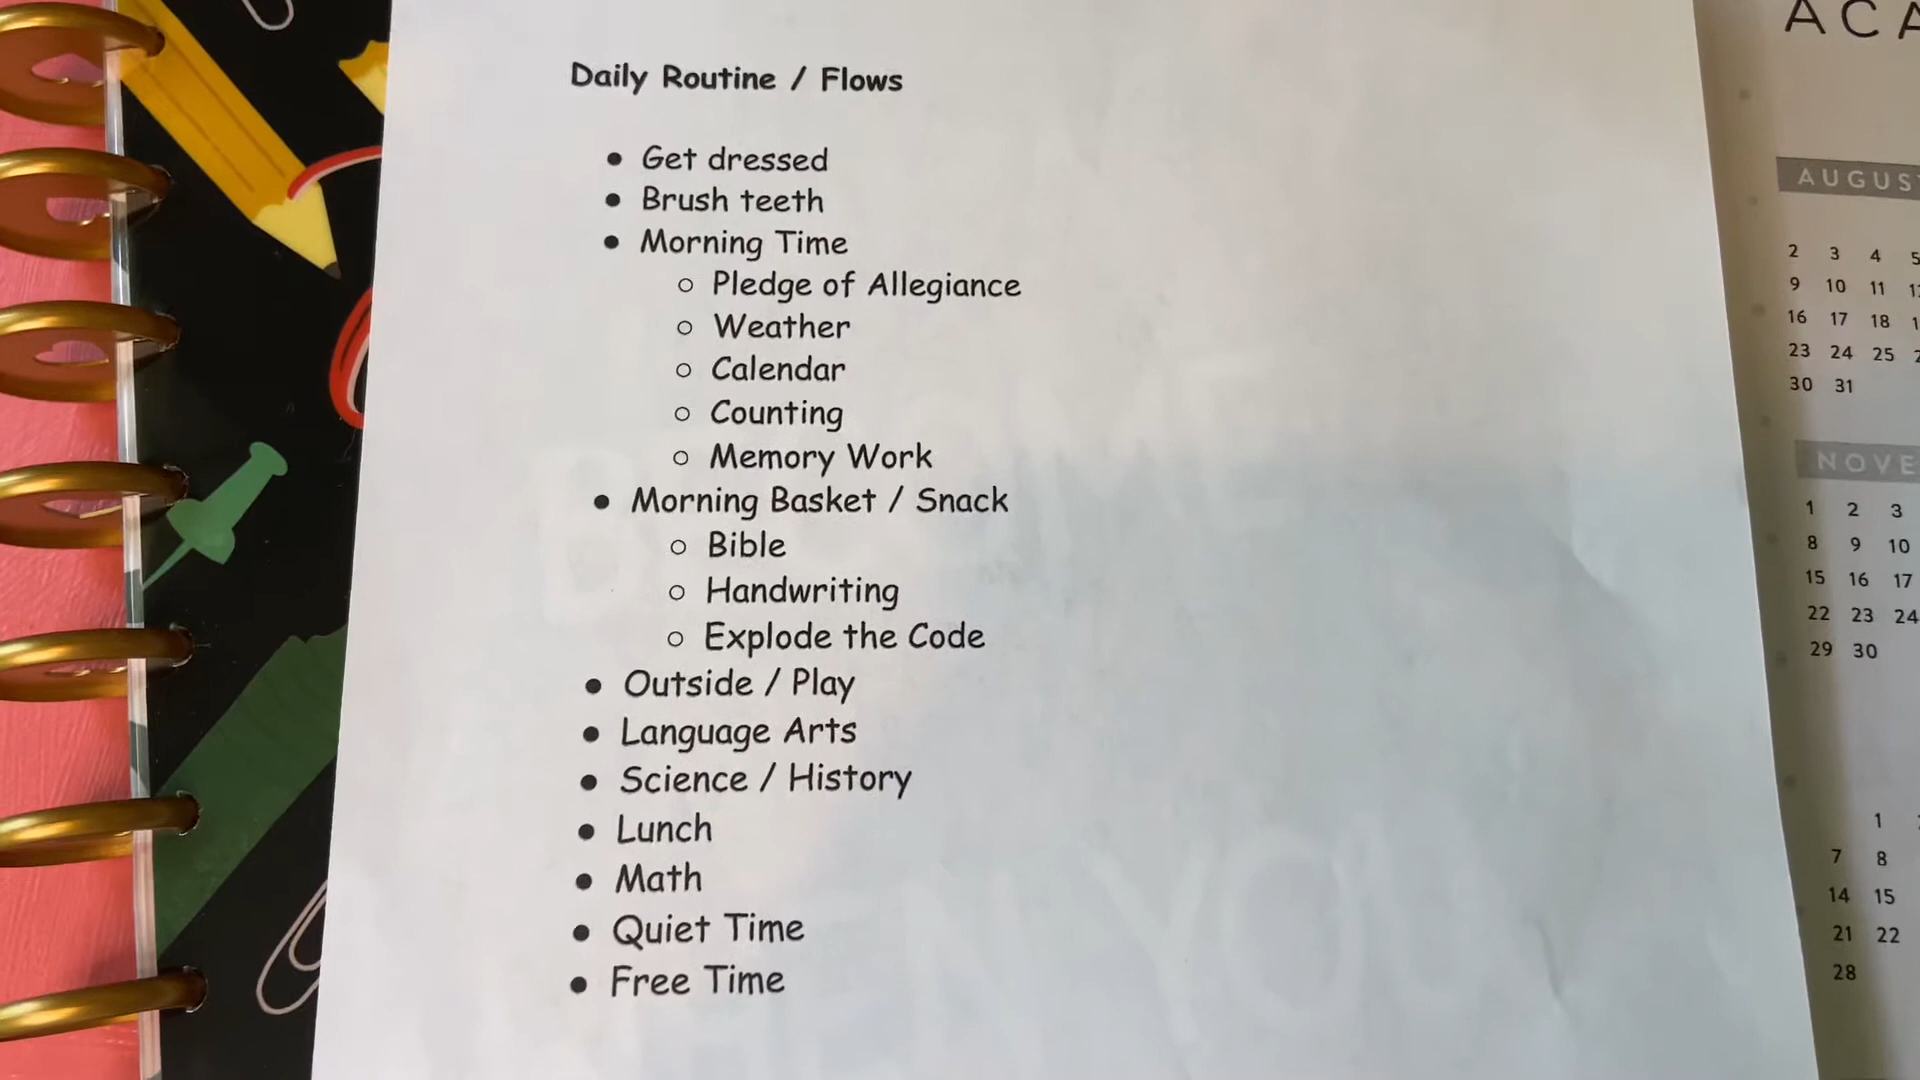 Daily Routine / Flows
● Get dressed
● Brush teeth
● Morning Time
○ Pledge of Allegiance
○ Weather
○ Calendar
○ Counting
○ Memory Work
● Morning Basket / Snack
○ Bible
○ Handwriting
○ Explode the Code
● Outside / Play
● Language Arts
● Science / History
● Lunch
● Math
● Quiet Time
● Free Time
ACA
AUGUS
2 3 4 5
9 10 11
16 17 18
23 24 25
30 31
NOVE
1 2 3
8 9 10
15 16 17
22 23 24
29 30
1
7 8
14 15
21 22
28